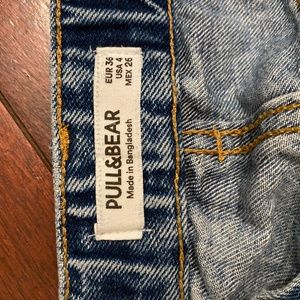 EUR 36
USA 4
MEX 26
PULL&BEAR
Made in Bangladesh